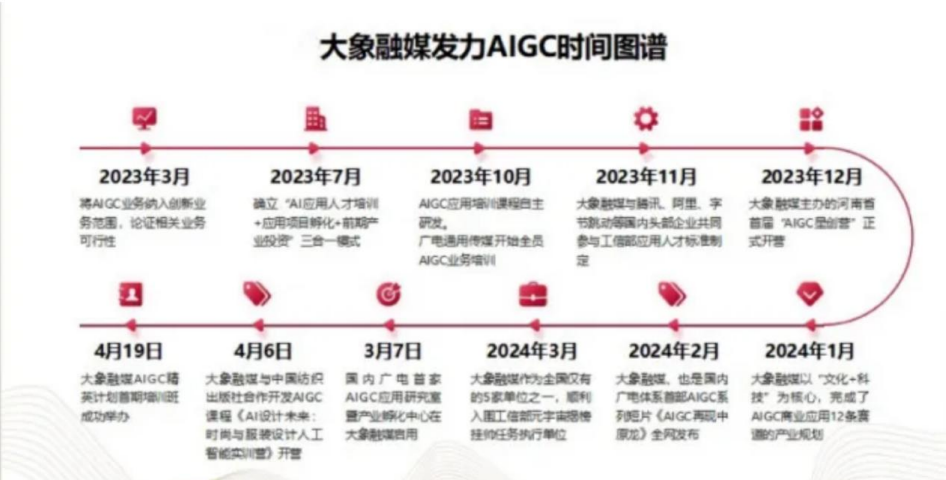 大象融媒发力AIGC时间图谱
2023年3月
将AIGC业务纳入创新业
务范围，论证相关业务
可行性
2023年7月
确立“AI应用人才培训
+应用项目孵化+前期产
业投资”三合一模式
2023年10月
AIGC应用培训课程自主
研发。
广电通用传媒开始全员
AIGC业务培训
2023年11月
大象融媒与腾讯、阿里、字
节跳动等国内头部企业共同
参与工信部应用人才标准制
定
2023年12月
大象融媒主办的河南省
首届“AIGC星创营”正
式开营
2024年1月
大象融媒以“文化+科
技”为核心，完成了
AIGC商业应用12条赛
道的产业规划
2024年2月
大象融媒、也是国内
广电体系首部AIGC系
列短片《AIGC再现中
原龙》全网发布
2024年3月
大象融媒作为全国仅有
的5家单位之一，顺利
入围工信部元宇宙揭榜
挂帅任务执行单位
3月7日
国内广电首家
AIGC应用研究室
暨产业孵化中心在
大象融媒启用
4月6日
大象融媒与中国纺织
出版社合作开发AIGC
课程《AI设计未来：
时尚与服装设计人工
智能实训营》开营
4月19日
大象融媒AIGC精
英计划首期培训班
成功举办